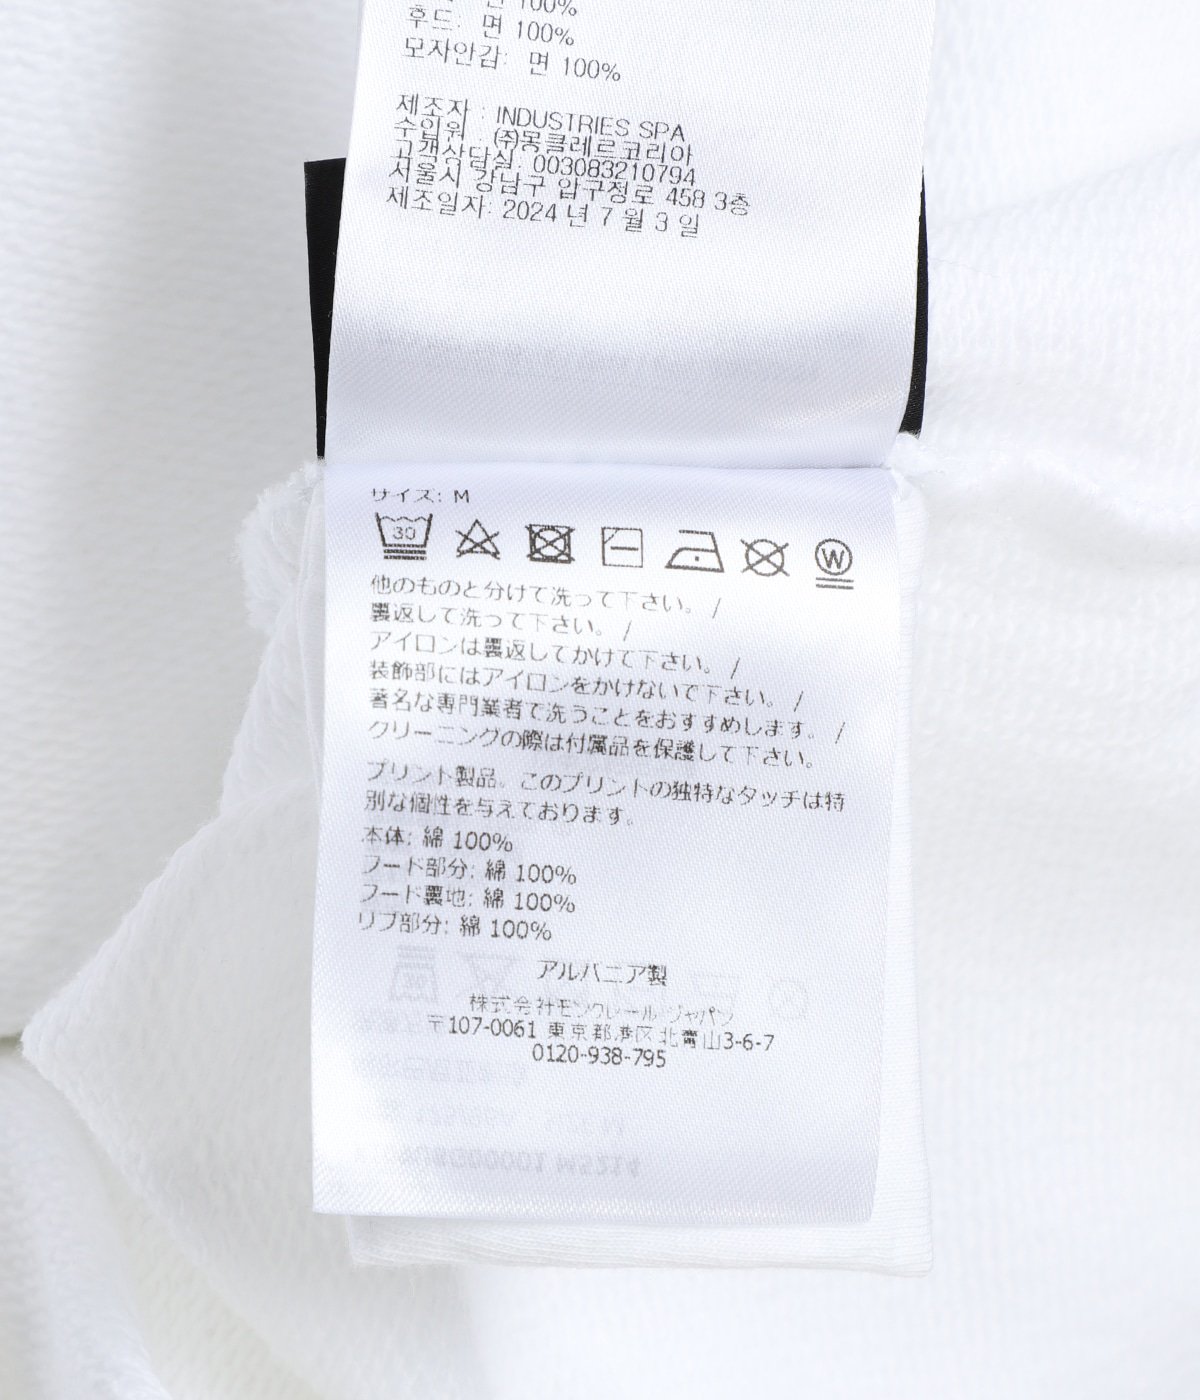 면 100%
후드: 면 100%
모자안감: 면 100%
제조자 : INDUSTRIES SPA
수입원 : (주)몽클레르코리아
고객상담실: 003083210794
서울시 강남구 압구정로 458 3층
제조일자: 2024 년 7 월 3 일
サイズ: M
30
W
他のものと分けて洗って下さい。 /
裏返して洗って下さい。 /
アイロンは裏返してかけて下さい。 /
装飾部にはアイロンをかけないで下さい。 /
著名な専門業者で洗うことをおすすめします。 /
クリーニングの際は付属品を保護して下さい。
プリント製品。このプリントの独特なタッチは特
別な個性を与えております。
本体: 綿 100%
フード部分: 綿 100%
フード裏地: 綿 100%
リブ部分: 綿 100%
アルバニア製
株式会社モンクレール・ジャパン
〒107-0061 東京都港区北青山3-6-7
0120-938-795